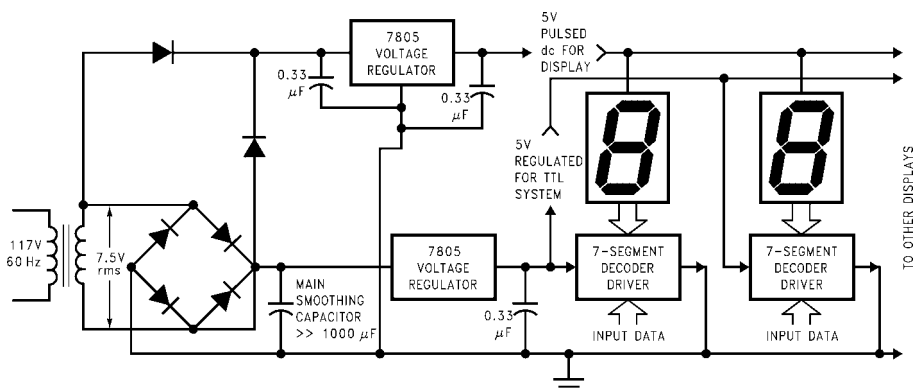 7805
VOLTAGE
REGULATOR
0.33
µF
0.33
µF
5V
PULSED
dc FOR
DISPLAY
5V
REGULATED
FOR TTL
SYSTEM
8
8
TO OTHER DISPLAYS
117V
60 Hz
7.5V
rms
MAIN
SMOOTHING
CAPACITOR
>> 1000 µF
7805
VOLTAGE
REGULATOR
0.33
µF
7-SEGMENT
DECODER
DRIVER
INPUT DATA
7-SEGMENT
DECODER
DRIVER
INPUT DATA